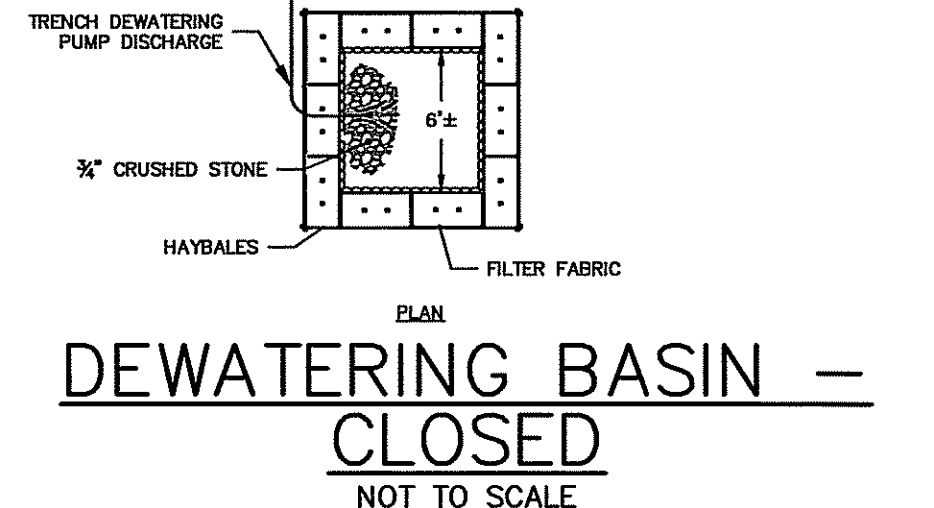 TRENCH DEWATERING
PUMP DISCHARGE
6'±
¾" CRUSHED STONE
HAYBALES
FILTER FABRIC
PLAN
DEWATERING BASIN –
CLOSED
NOT TO SCALE